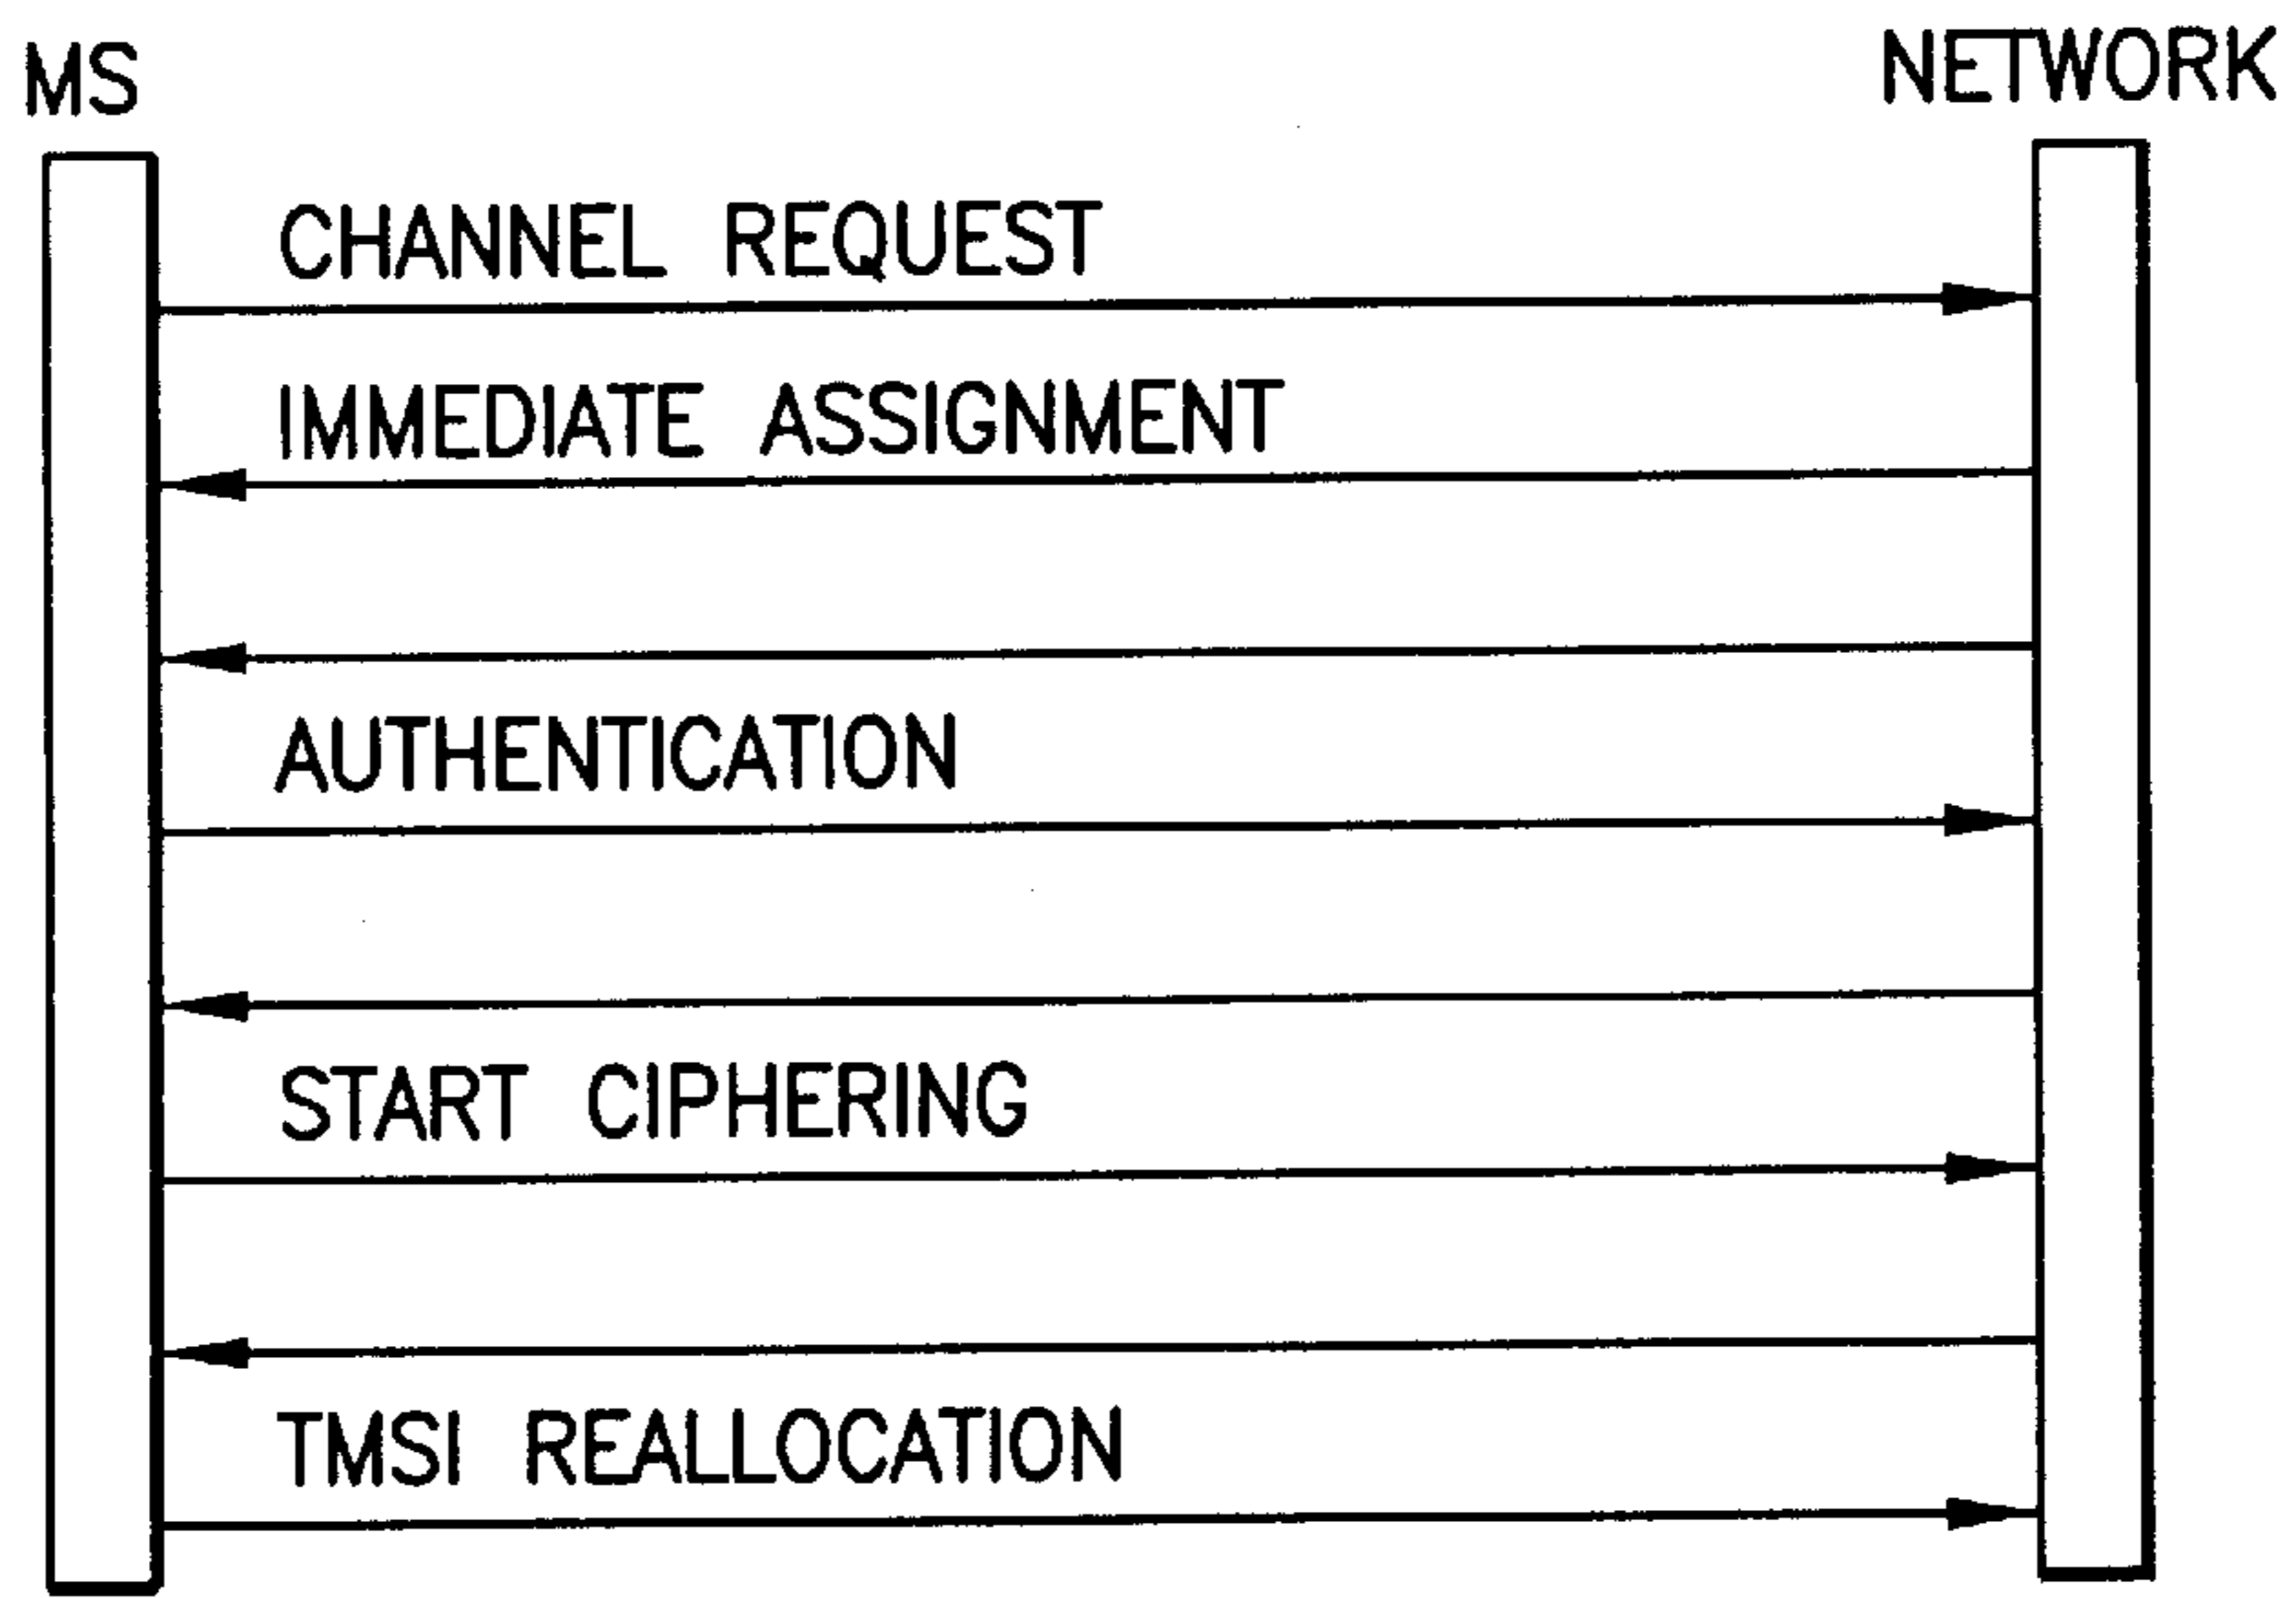 MS NETWORK
CHANNEL REQUEST
IMMEDIATE ASSIGNMENT
AUTHENTICATION
START CIPHERING
TMSI REALLOCATION